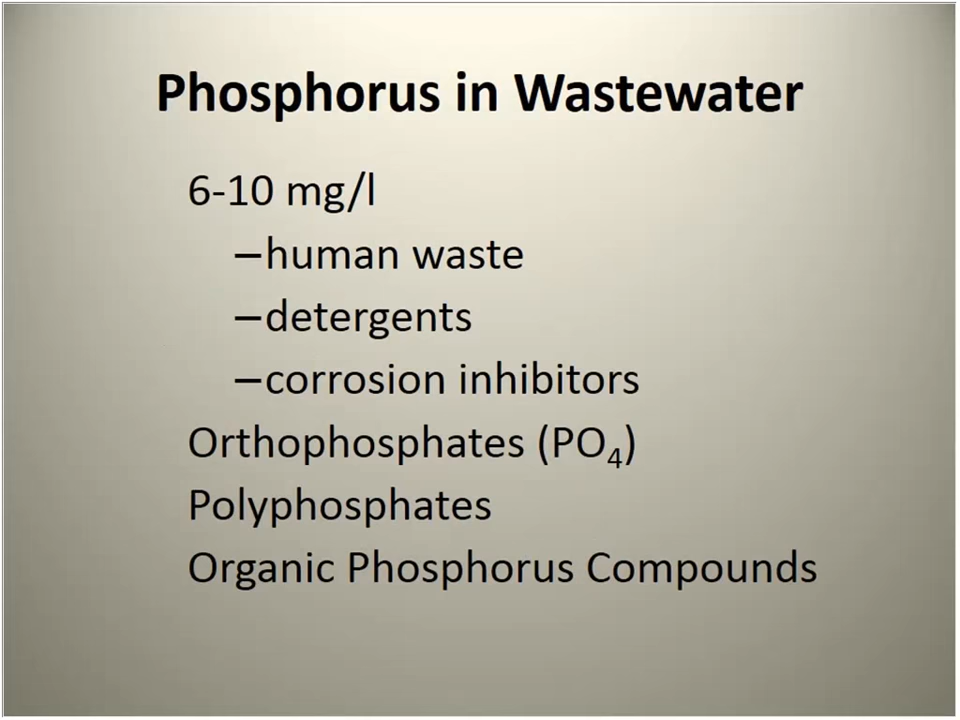 Phosphorus in Wastewater
6-10 mg/l
–human waste
–detergents
–corrosion inhibitors
Orthophosphates (PO₄)
Polyphosphates
Organic Phosphorus Compounds